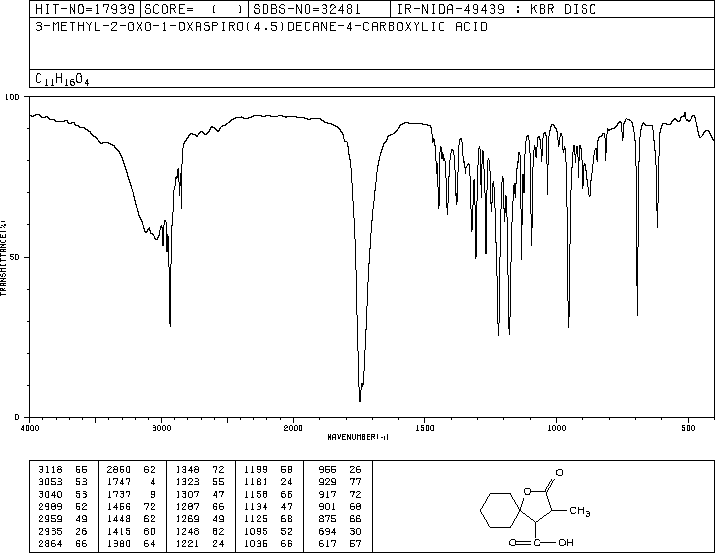 HIT-NO=17939 SCORE= ( ) SDBS-NO=32481 IR-NIDA-49439 : KBR DISC
3-METHYL-2-OXO-1-OXASPIRO(4.5)DECANE-4-CARBOXYLIC ACID
C11H16O4
100
50
0
TRANSMITTANCE(%)
4000 3000 2000 1500 1000 500
WAVENUMBER(-1)
3118 66 2860 62 1348 72 1199 68 966 26
3053 53 1747 4 1323 55 1181 24 929 77
3040 53 1737 9 1307 47 1158 66 917 72
2989 52 1456 72 1287 66 1134 47 901 68
2959 49 1448 62 1269 49 1125 68 875 66
2935 26 1415 60 1248 62 1095 52 694 30
2864 66 1380 64 1221 24 1036 66 617 57
O
O
CH3
O C OH